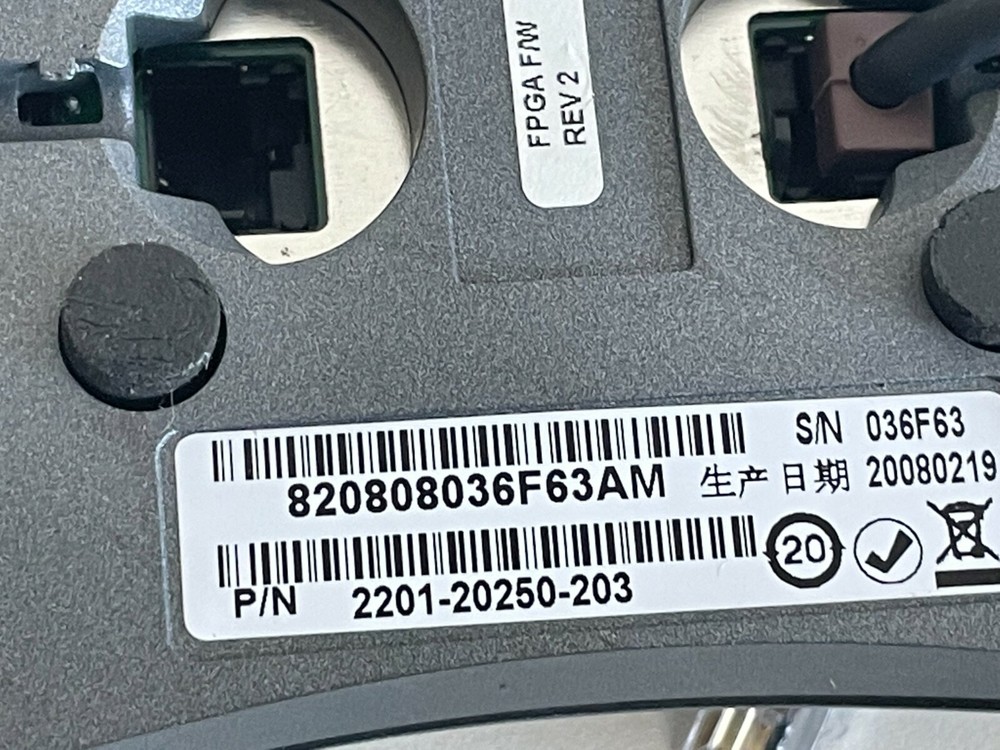 FPGA F/W
REV 2
S/N 036F63
820808036F63AM
生产日期 20080219
20
P/N 2201-20250-203